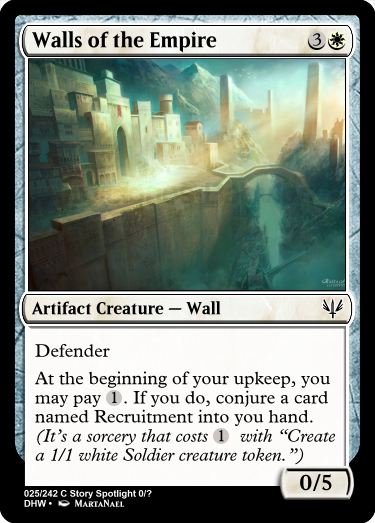 Walls of the Empire 3
Artifact Creature — Wall
Defender
At the beginning of your upkeep, you
may pay 1. If you do, conjure a card
named Recruitment into you hand.
(It's a sorcery that costs 1 with “Create
a 1/1 white Soldier creature token.”)
0/5
025/242 C Story Spotlight 0/?
DHW • MartaNael